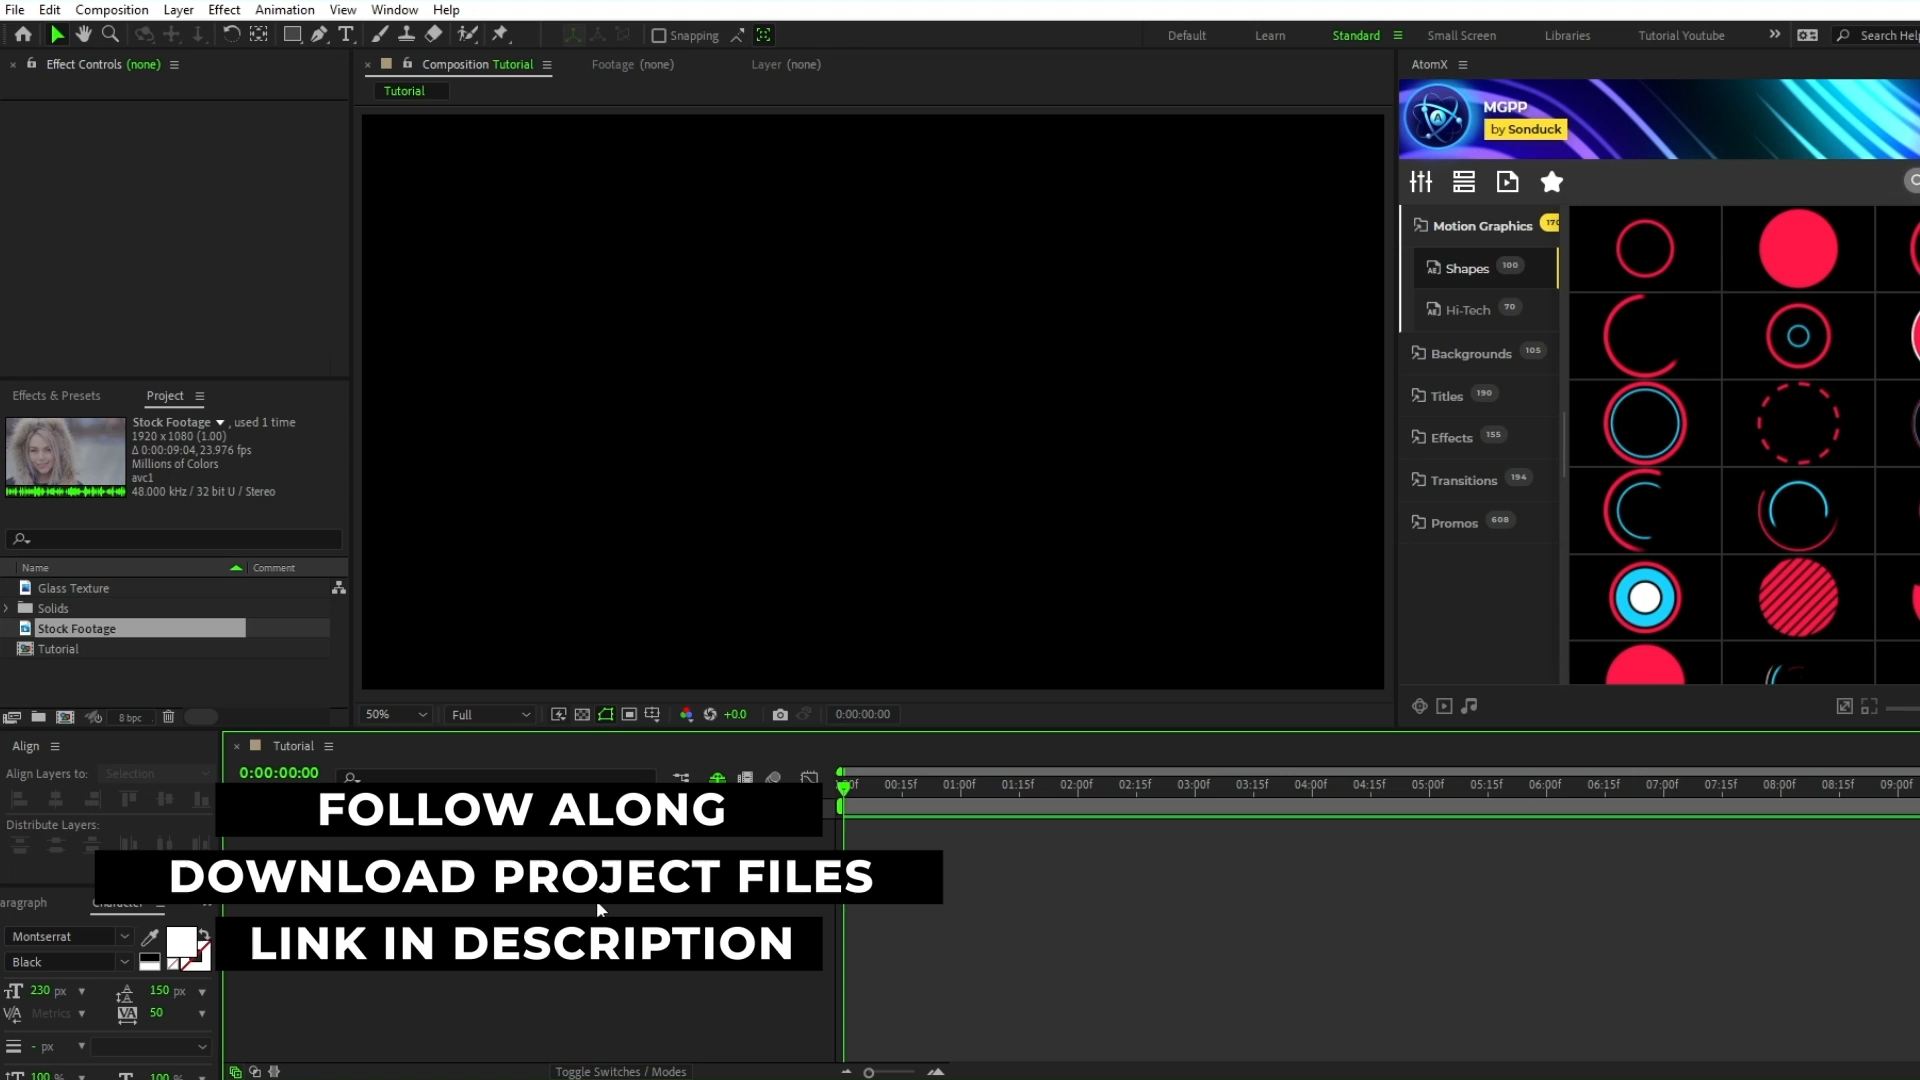 File Edit Composition Layer Effect Animation View Window Help
Snapping
Default Learn Standard Small Screen Libraries Tutorial Youtube Search Help
Effect Controls (none)
Composition Tutorial
Footage (none)
Layer (none)
AtomX
Tutorial
MGPP
by Sonduck
Motion Graphics
Shapes 100
Hi-Tech 70
Backgrounds 105
Titles 190
Effects 155
Transitions 194
Promos 608
Effects & Presets
Project
Stock Footage , used 1 time
1920 x 1080 (1.00)
Δ 0:00:09:04, 23.976 fps
Millions of Colors
avc1
48.000 kHz / 32 bit U / Stereo
Name Comment
Glass Texture
Solids
Stock Footage
Tutorial
8 bpc
50% Full +0.0 0:00:00:00
Align
Align Layers to: Selection
Distribute Layers:
Tutorial
0:00:00:00
00:15f 01:00f 01:15f 02:00f 02:15f 03:00f 03:15f 04:00f 04:15f 05:00f 05:15f 06:00f 06:15f 07:00f 07:15f 08:00f 08:15f 09:00f
FOLLOW ALONG
DOWNLOAD PROJECT FILES
LINK IN DESCRIPTION
aragraph
Montserrat
Black
230 px 150 px
Metrics 50
- px
100 % 100 %
Toggle Switches / Modes